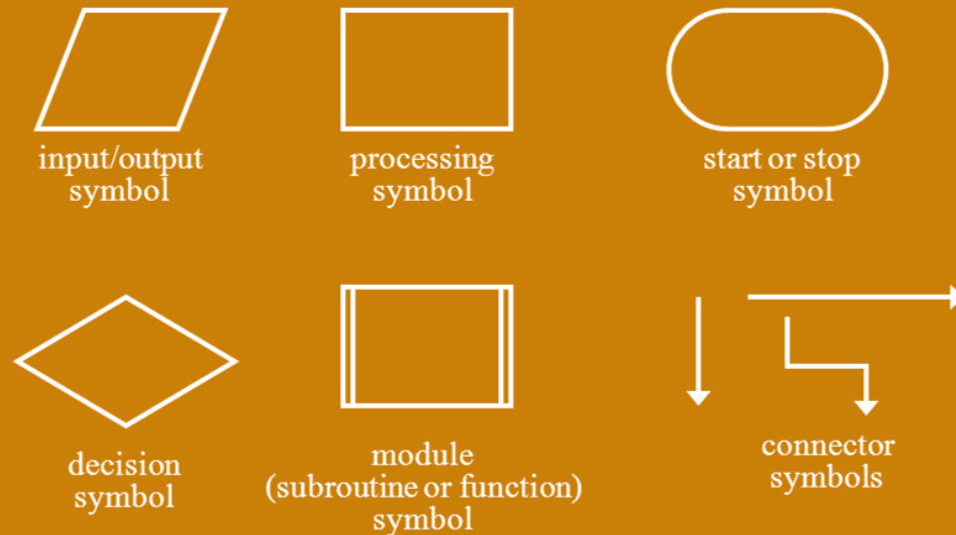 input/output
symbol
processing
symbol
start or stop
symbol
decision
symbol
module
(subroutine or function)
symbol
connector
symbols